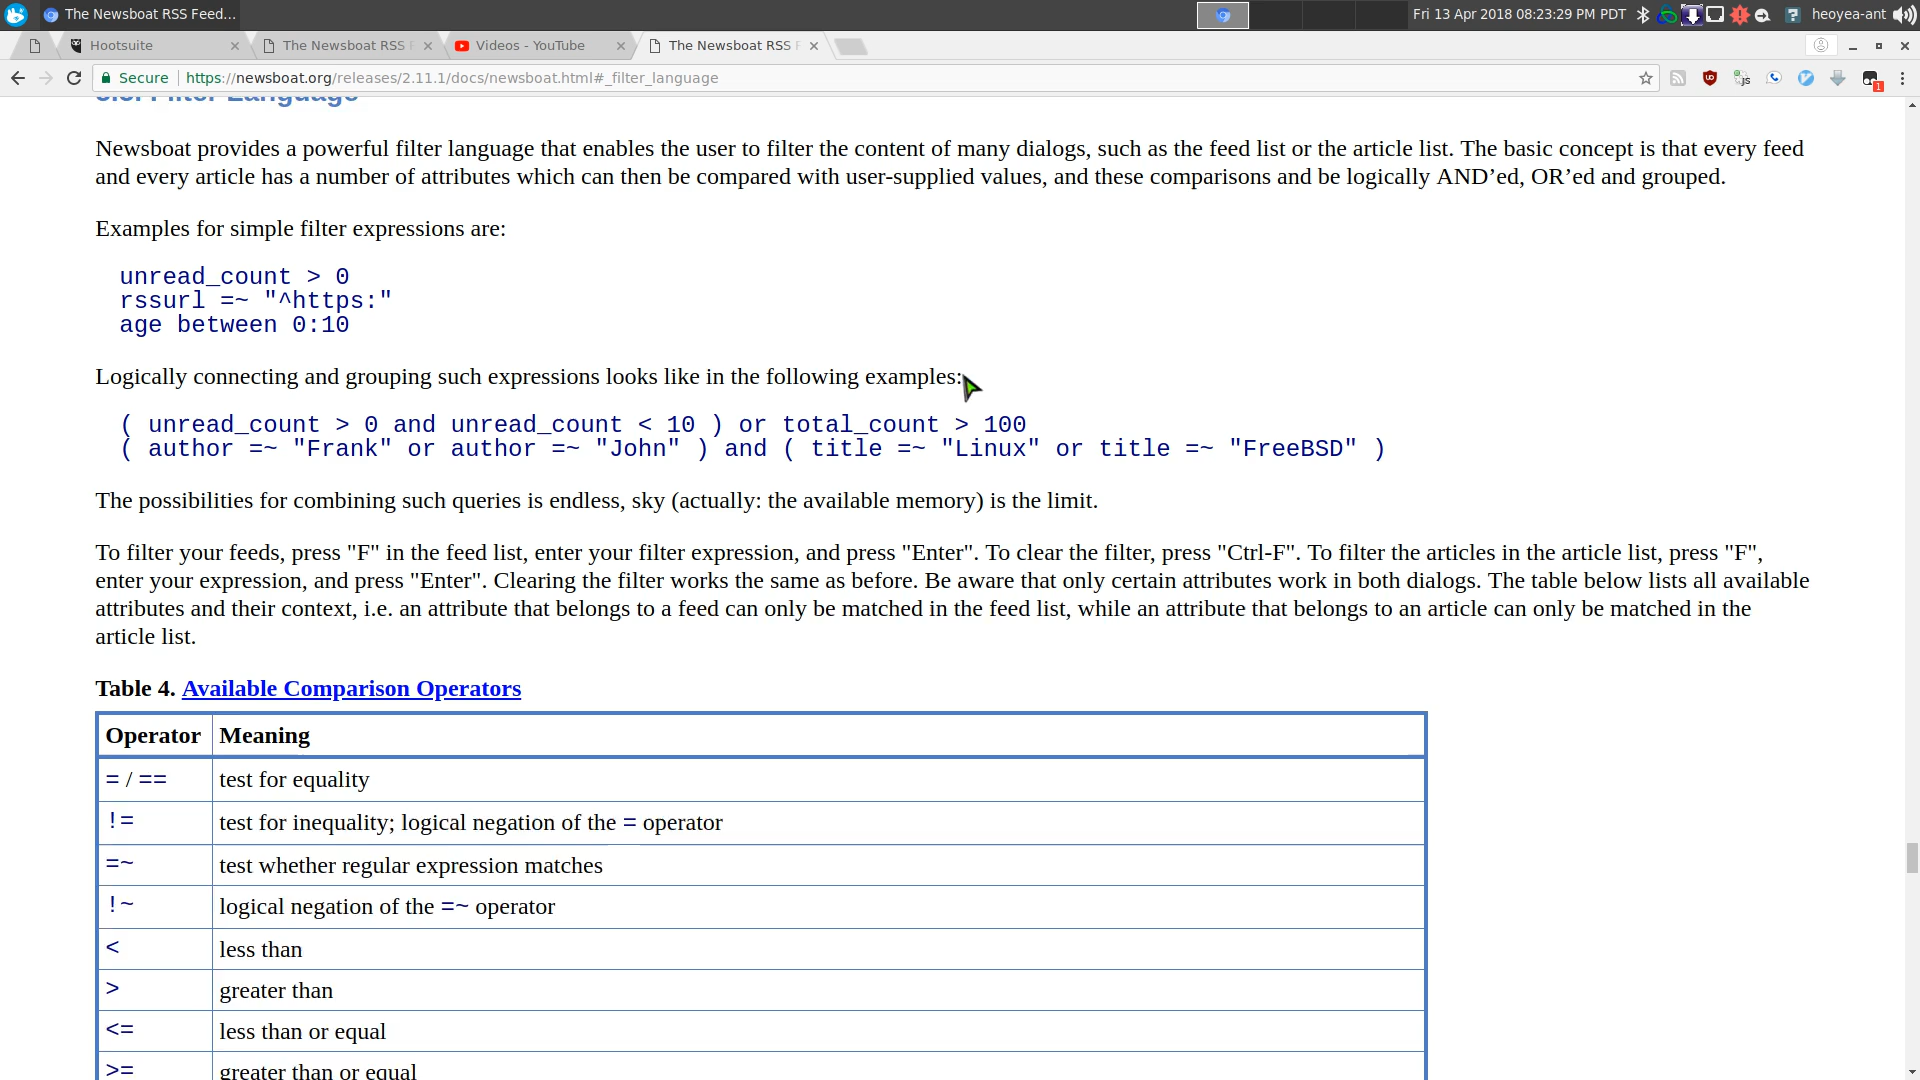 The Newsboat RSS Feed...
Fri 13 Apr 2018 08:23:29 PM PDT
heoyea-ant
Hootsuite
The Newsboat RSS F
Videos - YouTube
The Newsboat RSS F
Secure
https://newsboat.org/releases/2.11.1/docs/newsboat.html#_filter_language
Filter Language
Newsboat provides a powerful filter language that enables the user to filter the content of many dialogs, such as the feed list or the article list. The basic concept is that every feed
and every article has a number of attributes which can then be compared with user-supplied values, and these comparisons and be logically AND’ed, OR’ed and grouped.
Examples for simple filter expressions are:
unread_count > 0
rssurl =~ "^https:"
age between 0:10
Logically connecting and grouping such expressions looks like in the following examples:
( unread_count > 0 and unread_count < 10 ) or total_count > 100
( author =~ "Frank" or author =~ "John" ) and ( title =~ "Linux" or title =~ "FreeBSD" )
The possibilities for combining such queries is endless, sky (actually: the available memory) is the limit.
To filter your feeds, press "F" in the feed list, enter your filter expression, and press "Enter". To clear the filter, press "Ctrl-F". To filter the articles in the article list, press "F",
enter your expression, and press "Enter". Clearing the filter works the same as before. Be aware that only certain attributes work in both dialogs. The table below lists all available
attributes and their context, i.e. an attribute that belongs to a feed can only be matched in the feed list, while an attribute that belongs to an article can only be matched in the
article list.
Table 4. Available Comparison Operators
Operator Meaning
= / == test for equality
!= test for inequality; logical negation of the = operator
=~ test whether regular expression matches
!~ logical negation of the =~ operator
< less than
> greater than
<= less than or equal
>= greater than or equal